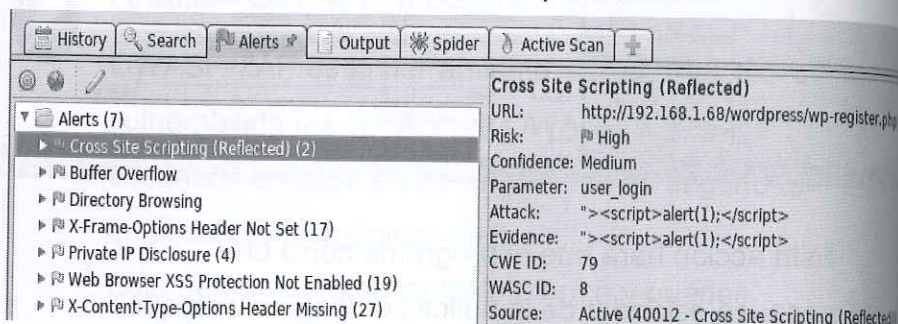 History Search Alerts Output Spider Active Scan
Alerts (7)
Cross Site Scripting (Reflected) (2)
Buffer Overflow
Directory Browsing
X-Frame-Options Header Not Set (17)
Private IP Disclosure (4)
Web Browser XSS Protection Not Enabled (19)
X-Content-Type-Options Header Missing (27)
Cross Site Scripting (Reflected)
URL: http://192.168.1.68/wordpress/wp-register.php
Risk: High
Confidence: Medium
Parameter: user_login
Attack: "><script>alert(1);</script>
Evidence: "><script>alert(1);</script>
CWE ID: 79
WASC ID: 8
Source: Active (40012 - Cross Site Scripting (Reflected))